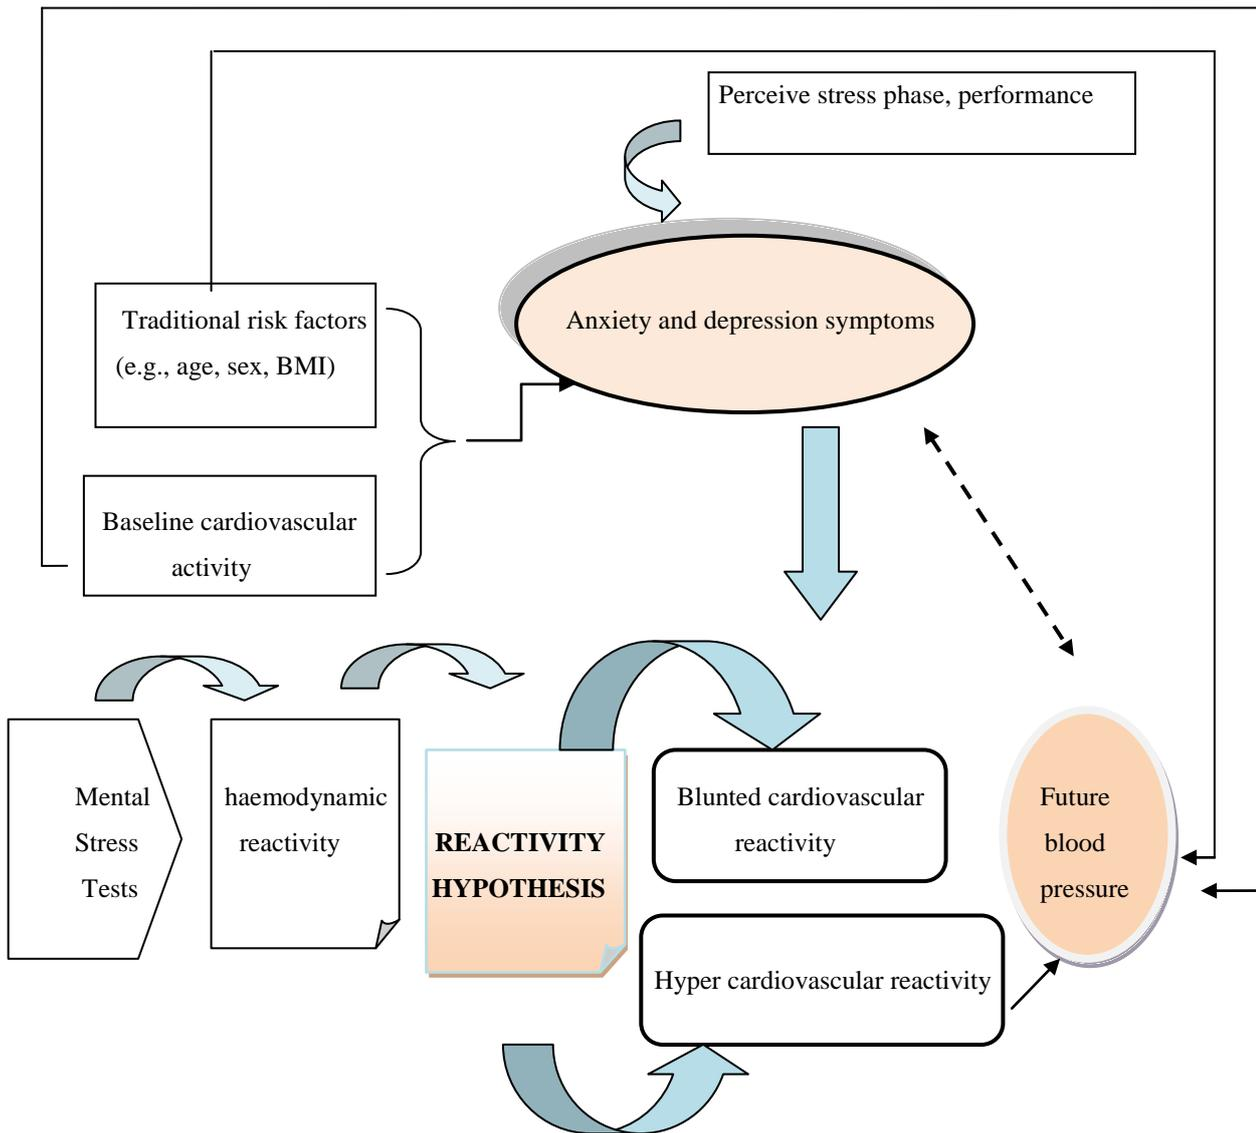 Perceive stress phase, performance
Anxiety and depression symptoms
Traditional risk factors
(e.g., age, sex, BMI)
Baseline cardiovascular
activity
Mental
Stress
Tests
haemodynamic
reactivity
REACTIVITY
HYPOTHESIS
Blunted cardiovascular
reactivity
Hyper cardiovascular reactivity
Future
blood
pressure